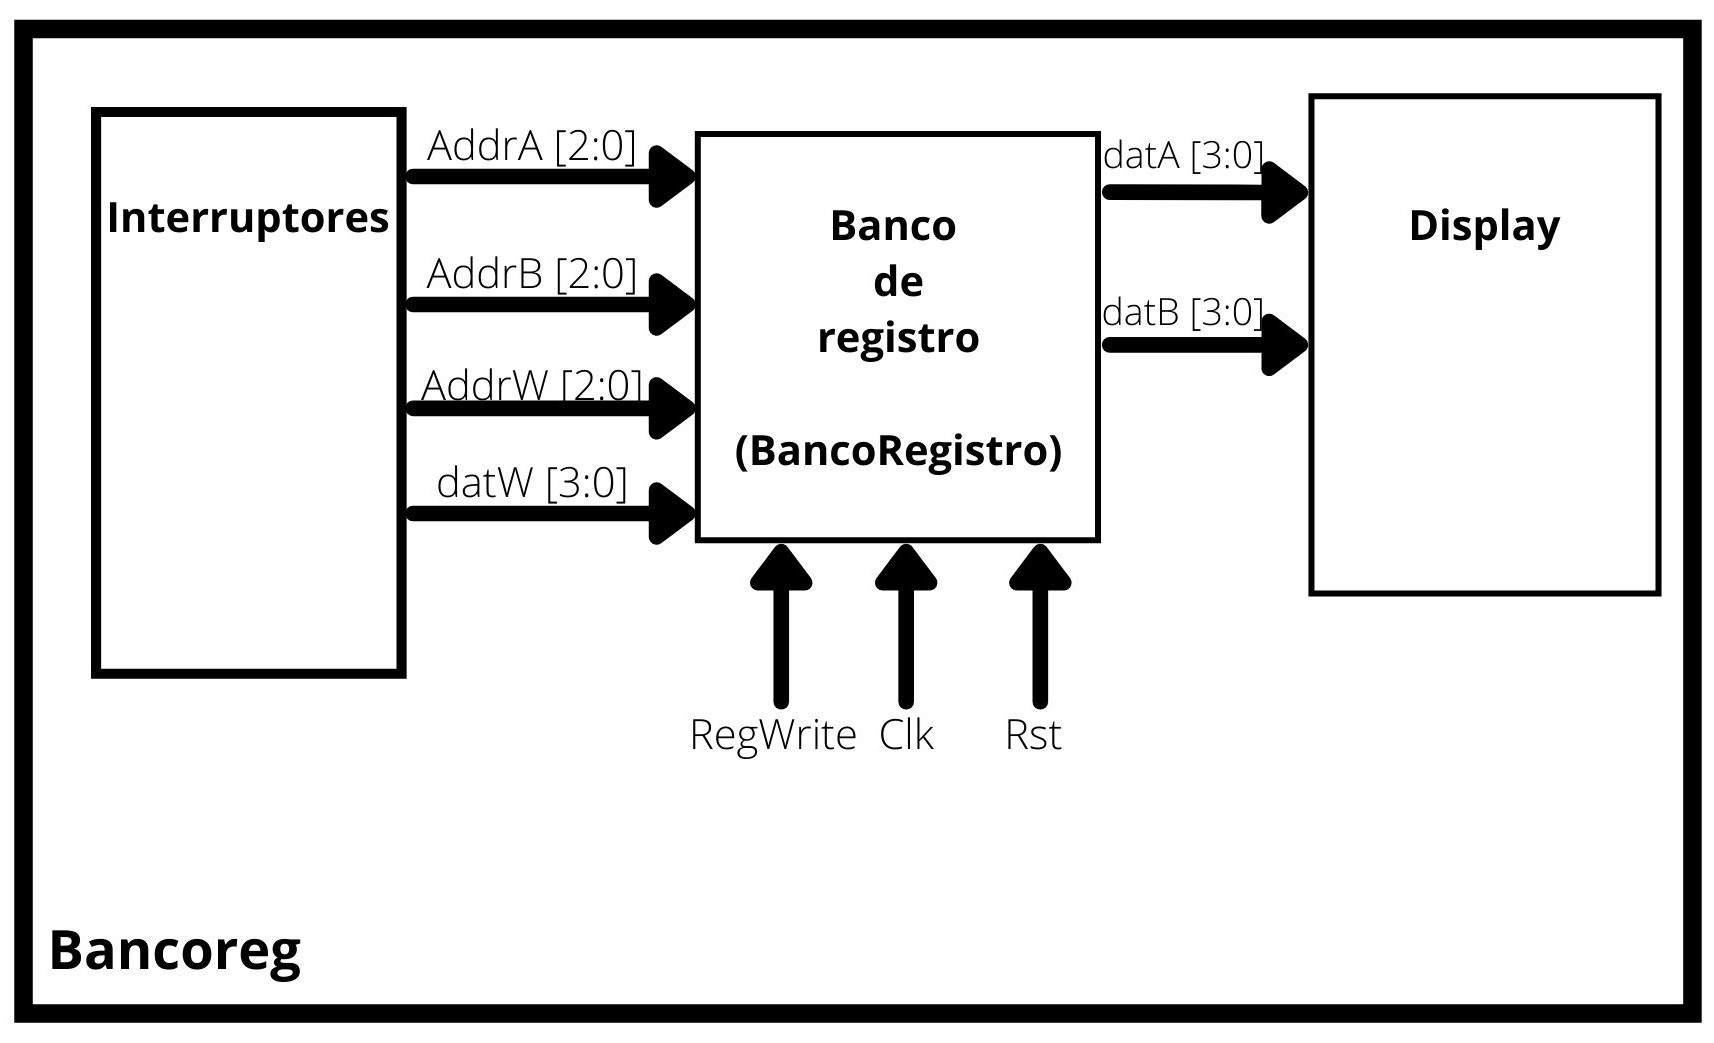 Interruptores
AddrA [2:0]
AddrB [2:0]
AddrW [2:0]
datW [3:0]
Banco
de
registro
(BancoRegistro)
RegWrite
Clk
Rst
datA [3:0]
datB [3:0]
Display
Bancoreg